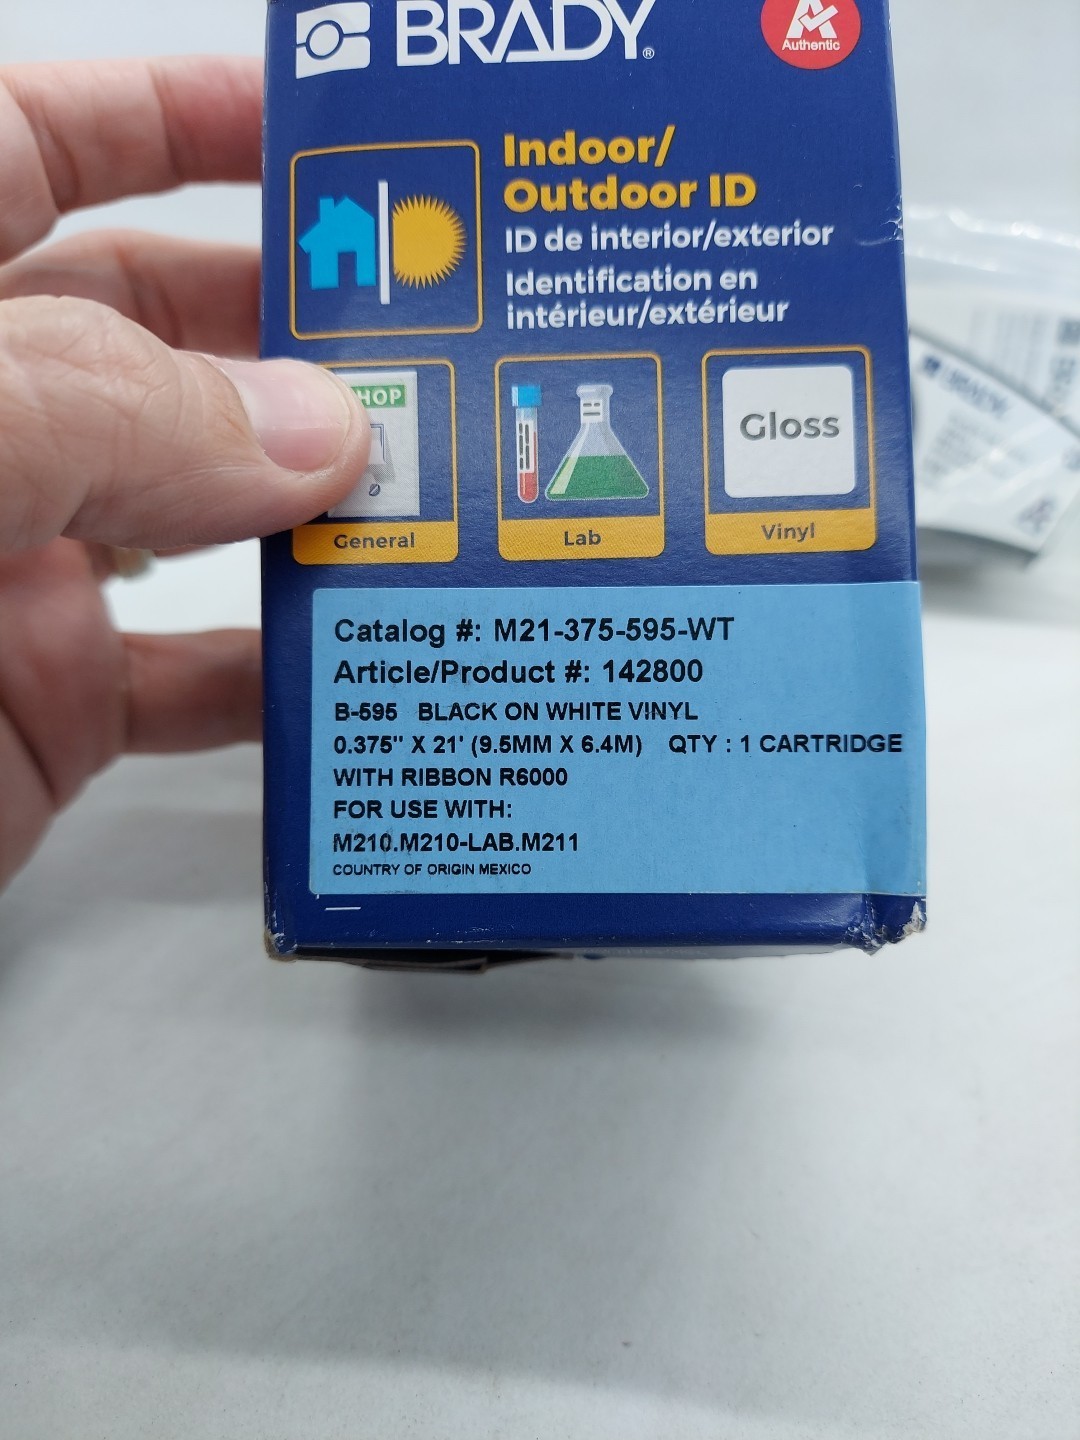 BRADY®
Authentic
Indoor/
Outdoor ID
ID de interior/exterior
Identification en
intérieur/extérieur
HOP
Gloss
General
Lab
Vinyl
Catalog #: M21-375-595-WT
Article/Product #: 142800
B-595 BLACK ON WHITE VINYL
0.375" X 21' (9.5MM X 6.4M) QTY : 1 CARTRIDGE
WITH RIBBON R6000
FOR USE WITH:
M210.M210-LAB.M211
COUNTRY OF ORIGIN MEXICO
BRADY